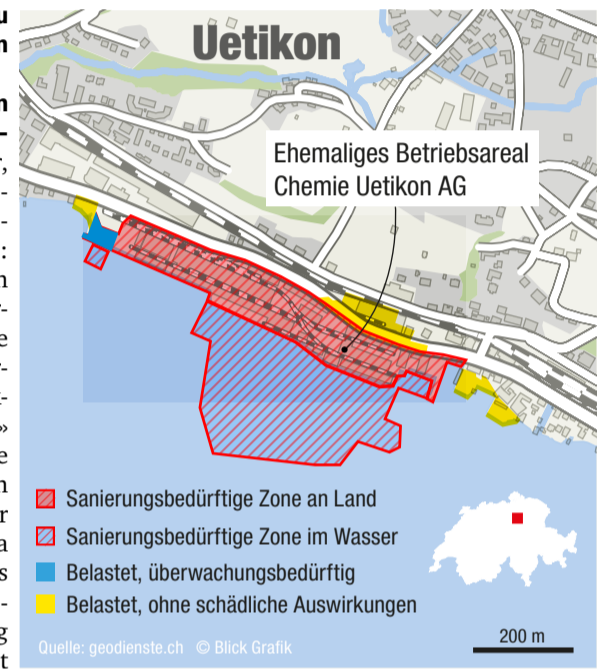 u
n
n
–
r,
-
-
:
n
r-
e
r-
t-
»
e
n
r
a
s
-
g
t
Uetikon
Ehemaliges Betriebsareal
Chemie Uetikon AG
Sanierungsbedürftige Zone an Land
Sanierungsbedürftige Zone im Wasser
Belastet, überwachungsbedürftig
Belastet, ohne schädliche Auswirkungen
Quelle: geodienste.ch © Blick Grafik
200 m